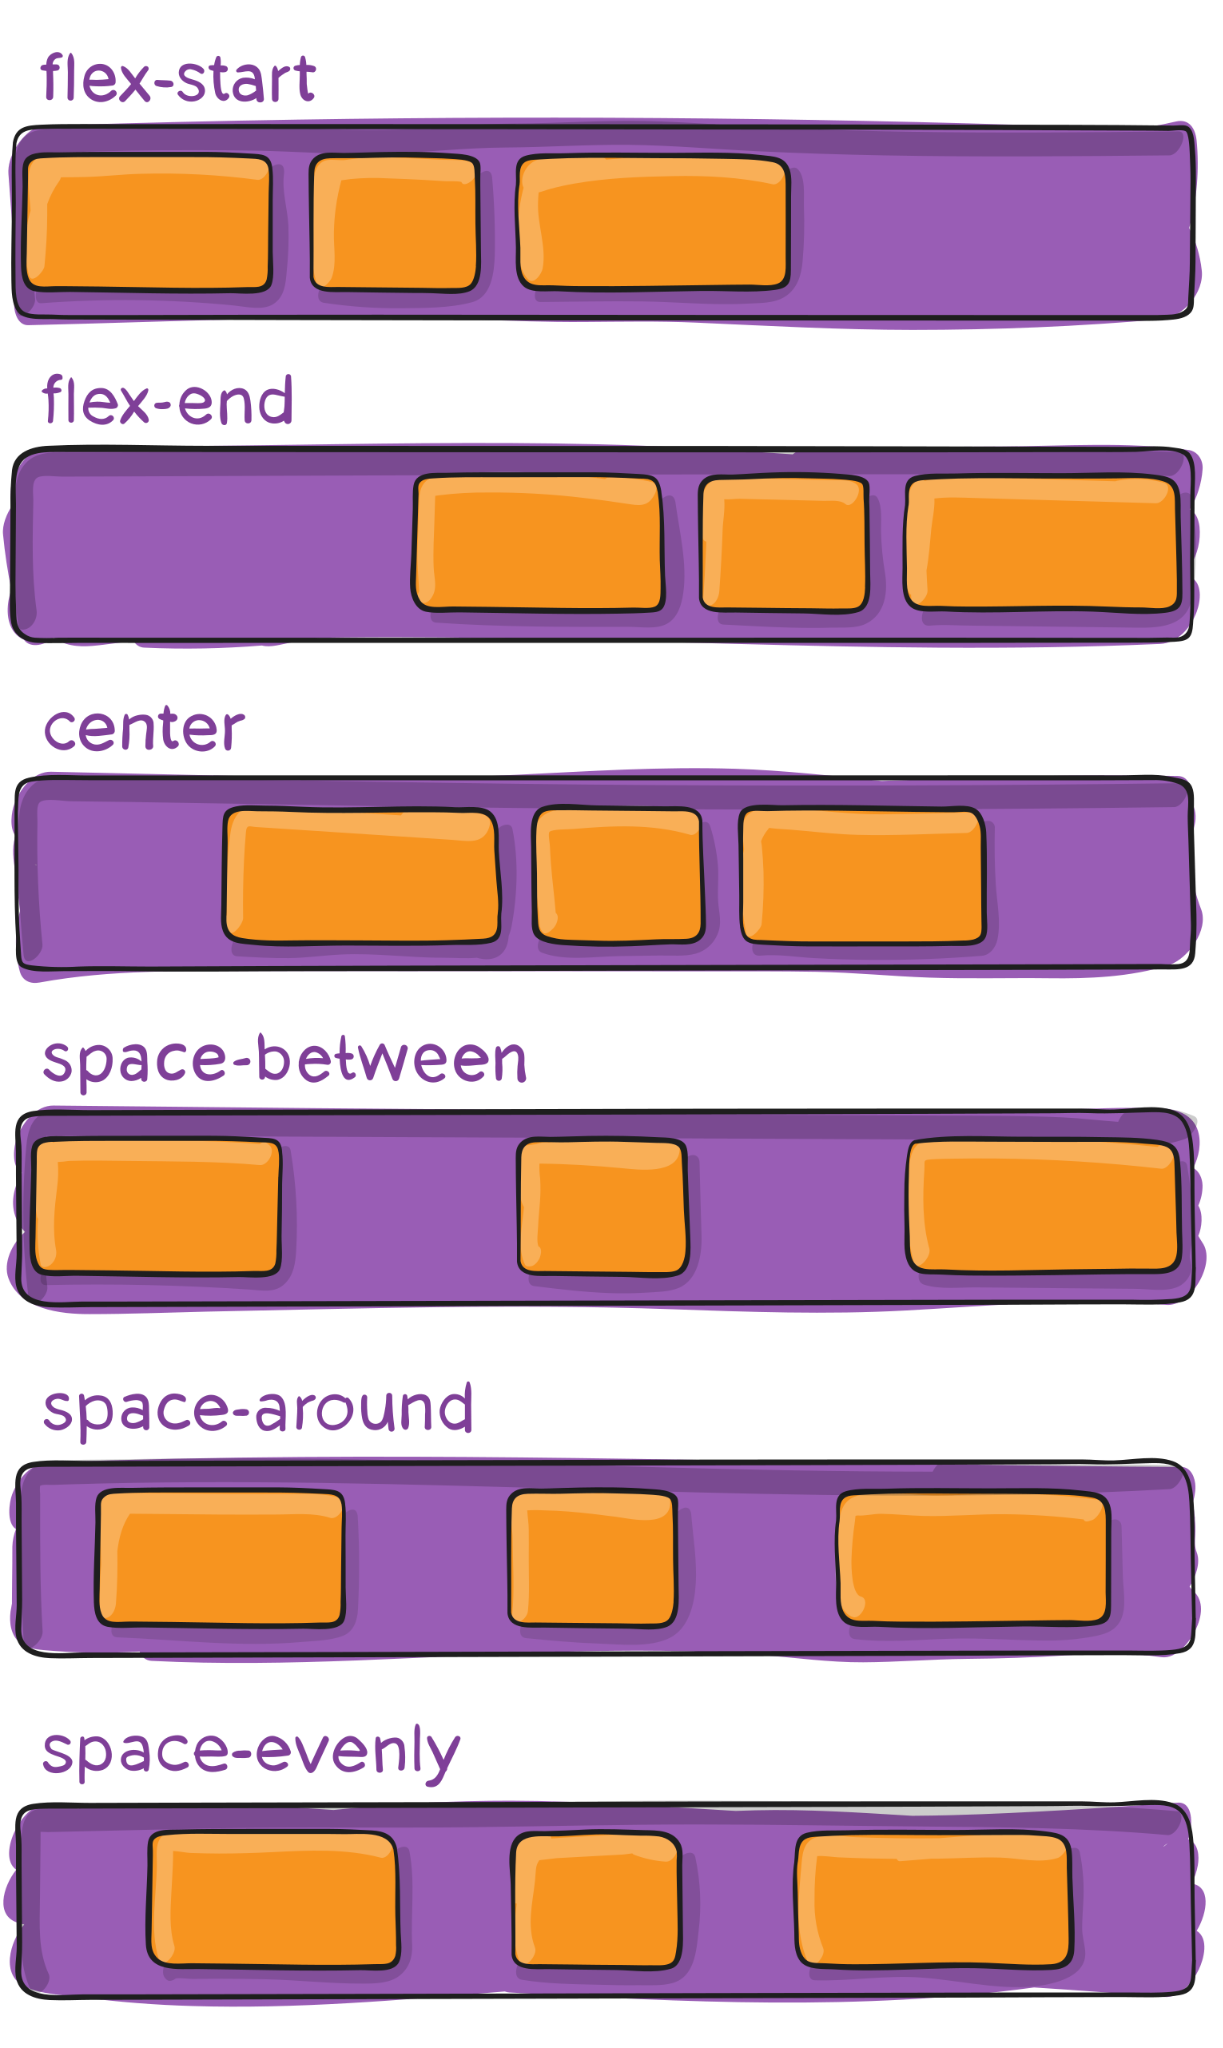 flex-start
flex-end
center
space-between
space-around
space-evenly